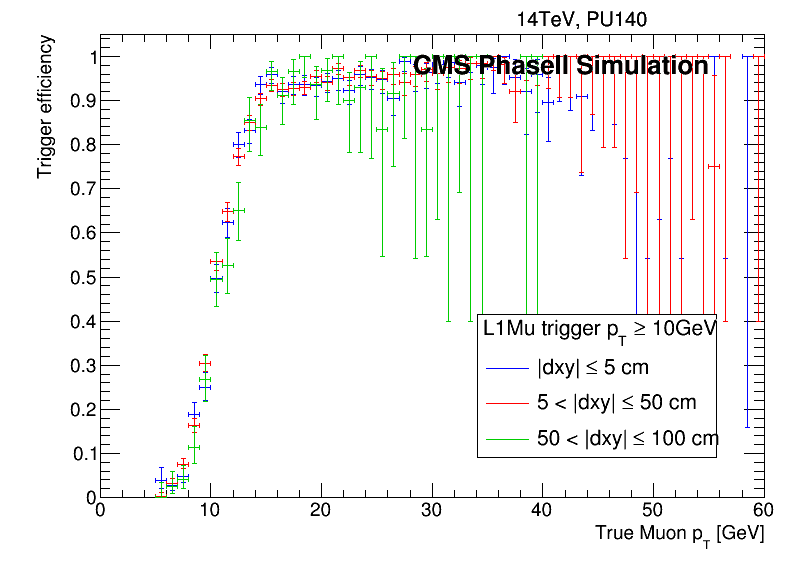 14TeV, PU140
CMS PhaseII Simulation
Trigger efficiency
1
0.9
0.8
0.7
0.6
0.5
0.4
0.3
0.2
0.1
0
L1Mu trigger pT ≥ 10GeV
|dxy| ≤ 5 cm
5 < |dxy| ≤ 50 cm
50 < |dxy| ≤ 100 cm
0 10 20 30 40 50 60
True Muon pT [GeV]